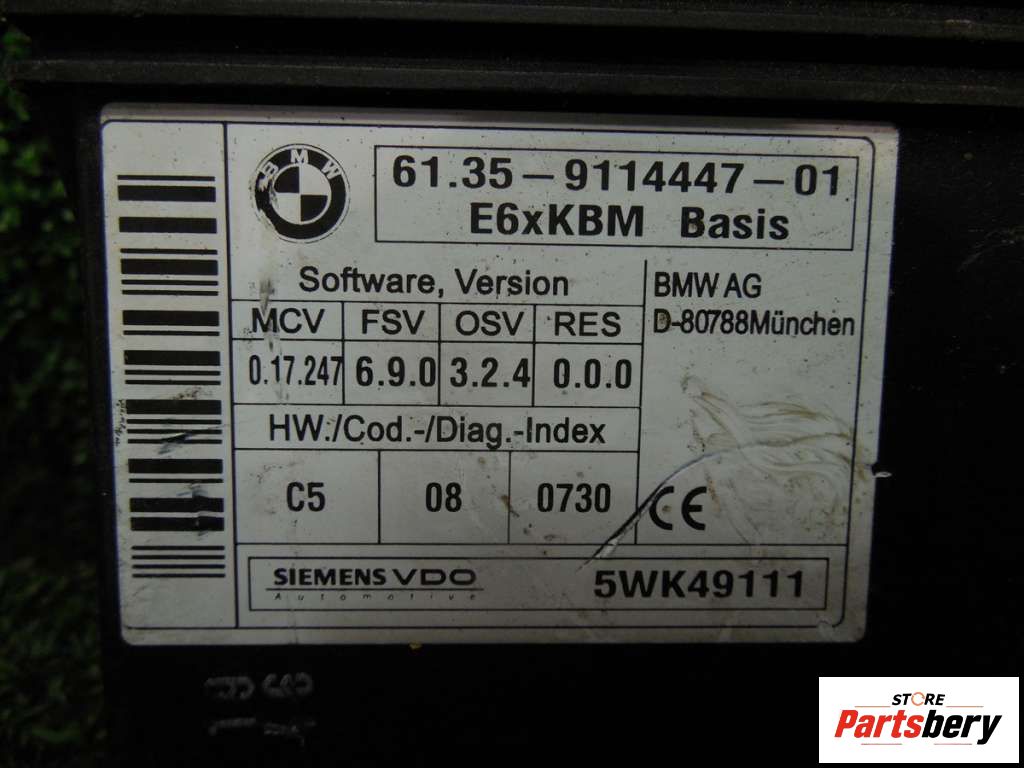 BMW
61.35-9114447-01
E6xKBM Basis
Software, Version
MCV FSV OSV RES
0.17.247 6.9.0 3.2.4 0.0.0
BMW AG
D-80788München
HW./Cod.-/Diag.-Index
C5 08 0730
CE
SIEMENS VDO
Automotive
5WK49111
STORE
Partsbery